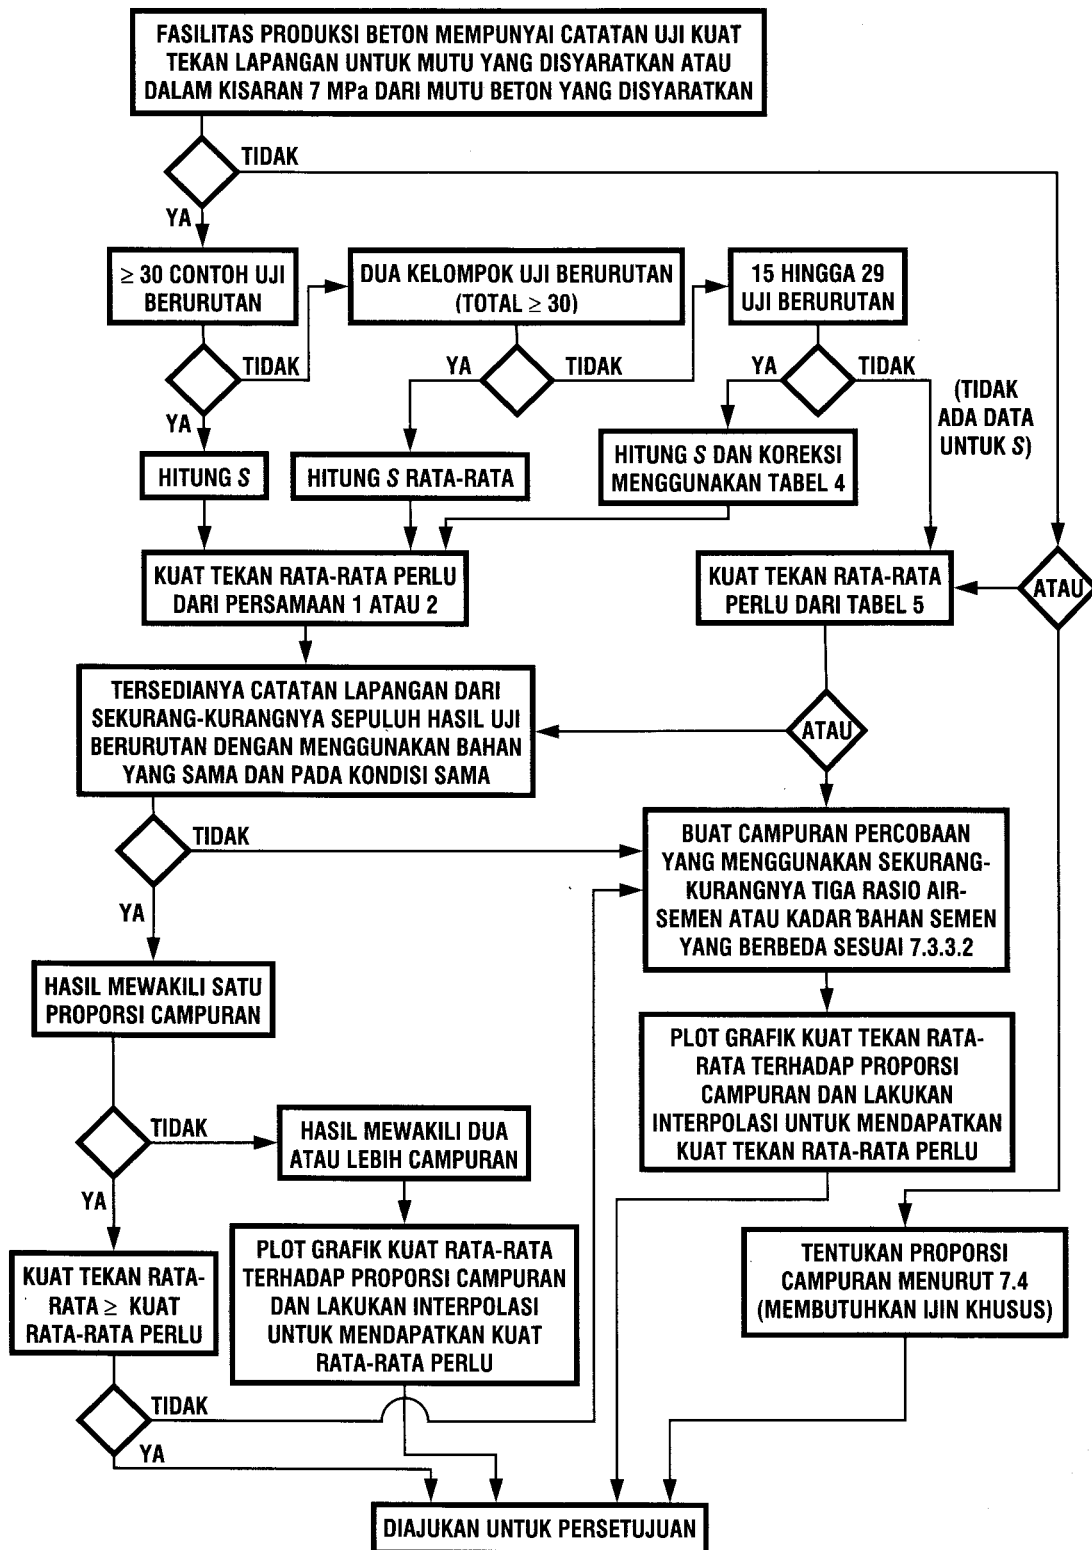 FASILITAS PRODUKSI BETON MEMPUNYAI CATATAN UJI KUAT
TEKAN LAPANGAN UNTUK MUTU YANG DISYARATKAN ATAU
DALAM KISARAN 7 MPa DARI MUTU BETON YANG DISYARATKAN
TIDAK
YA
≥ 30 CONTOH UJI
BERURUTAN
DUA KELOMPOK UJI BERURUTAN
(TOTAL ≥ 30)
15 HINGGA 29
UJI BERURUTAN
TIDAK
YA
YA
TIDAK
YA
TIDAK
(TIDAK
ADA DATA
UNTUK S)
HITUNG S
HITUNG S RATA-RATA
HITUNG S DAN KOREKSI
MENGGUNAKAN TABEL 4
KUAT TEKAN RATA-RATA PERLU
DARI PERSAMAAN 1 ATAU 2
KUAT TEKAN RATA-RATA
PERLU DARI TABEL 5
ATAU
TERSEDIANYA CATATAN LAPANGAN DARI
SEKURANG-KURANGNYA SEPULUH HASIL UJI
BERURUTAN DENGAN MENGGUNAKAN BAHAN
YANG SAMA DAN PADA KONDISI SAMA
ATAU
TIDAK
YA
BUAT CAMPURAN PERCOBAAN
YANG MENGGUNAKAN SEKURANG-
KURANGNYA TIGA RASIO AIR-
SEMEN ATAU KADAR BAHAN SEMEN
YANG BERBEDA SESUAI 7.3.3.2
HASIL MEWAKILI SATU
PROPORSI CAMPURAN
PLOT GRAFIK KUAT TEKAN RATA-
RATA TERHADAP PROPORSI
CAMPURAN DAN LAKUKAN
INTERPOLASI UNTUK MENDAPATKAN
KUAT TEKAN RATA-RATA PERLU
TIDAK
YA
HASIL MEWAKILI DUA
ATAU LEBIH CAMPURAN
KUAT TEKAN RATA-
RATA ≥ KUAT
RATA-RATA PERLU
PLOT GRAFIK KUAT RATA-RATA
TERHADAP PROPORSI CAMPURAN
DAN LAKUKAN INTERPOLASI
UNTUK MENDAPATKAN KUAT
RATA-RATA PERLU
TENTUKAN PROPORSI
CAMPURAN MENURUT 7.4
(MEMBUTUHKAN IJIN KHUSUS)
TIDAK
YA
DIAJUKAN UNTUK PERSETUJUAN